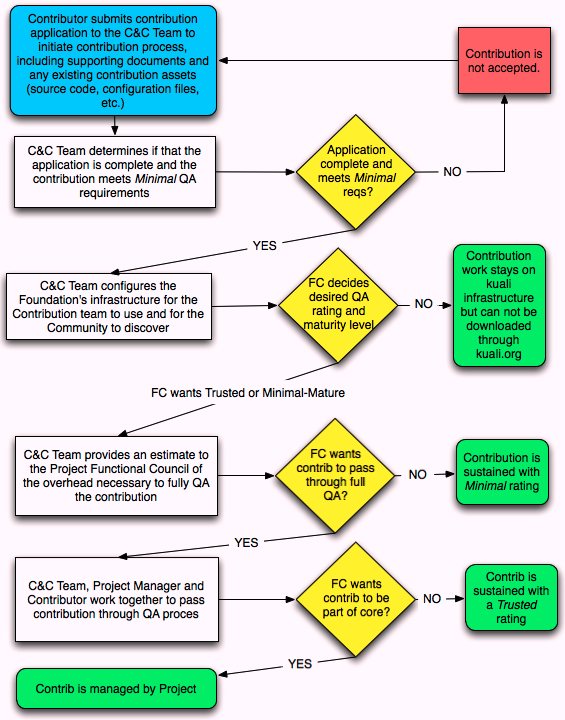 Contributor submits contribution
application to the C&C Team to
initiate contribution process,
including supporting documents and
any existing contribution assets
(source code, configuration files,
etc.)
Contribution is
not accepted.
C&C Team determines if that the
application is complete and the
contribution meets Minimal QA
requirements
Application
complete and
meets Minimal
reqs?
NO
YES
C&C Team configures the
Foundation's infrastructure for the
Contribution team to use and for the
Community to discover
FC decides
desired QA
rating and
maturity level
NO
Contribution
work stays on
kuali
infrastructure
but can not be
downloaded
through
kuali.org
FC wants Trusted or Minimal-Mature
C&C Team provides an estimate to
the Project Functional Council of
the overhead necessary to fully QA
the contribution
FC wants
contrib to pass
through full
QA?
NO
Contribution is
sustained with
Minimal rating
YES
C&C Team, Project Manager and
Contributor work together to pass
contribution through QA proces
FC wants
contrib to be
part of core?
NO
Contrib is
sustained with
a Trusted
rating
YES
Contrib is managed by Project